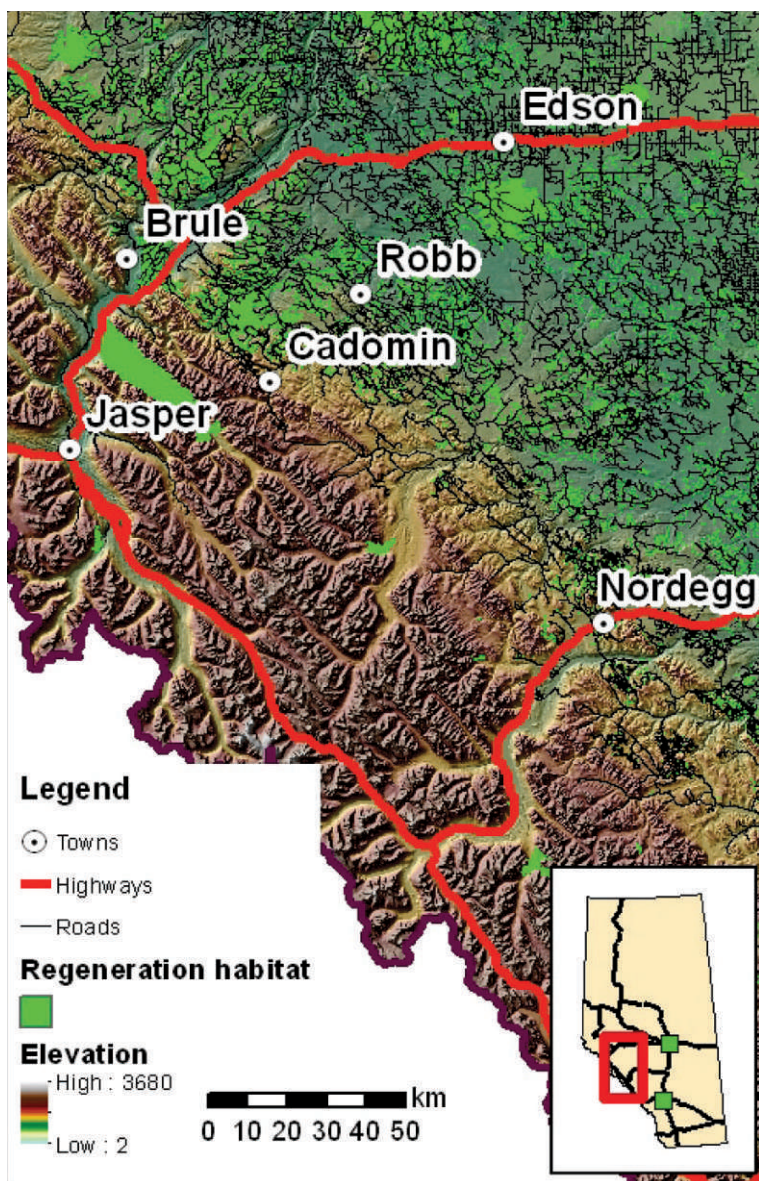 Edson
Brule
Robb
Cadomin
Jasper
Nordegg
Legend
Towns
Highways
Roads
Regeneration habitat
Elevation
High : 3680
Low : 2
km
0 10 20 30 40 50